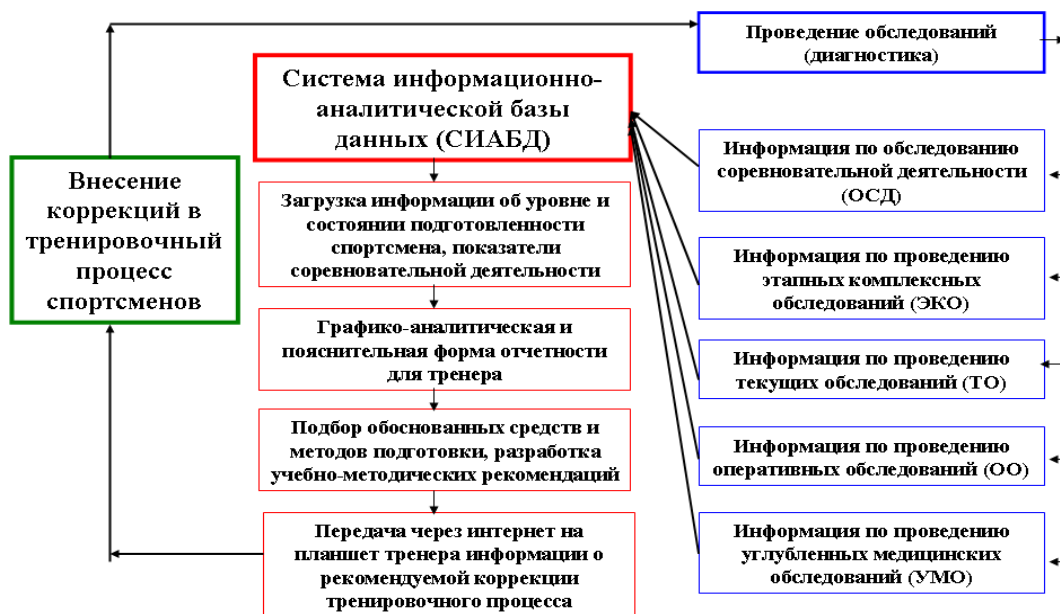 Проведение обследований
(диагностика)
Система информационно-
аналитической базы
данных (СИАБД)
Внесение
коррекций в
тренировочный
процесс
спортсменов
Загрузка информации об уровне и
состоянии подготовленности
спортсмена, показатели
соревновательной деятельности
Графико-аналитическая и
пояснительная форма отчетности
для тренера
Подбор обоснованных средств и
методов подготовки, разработка
учебно-методических рекомендаций
Передача через интернет на
планшет тренера информации о
рекомендуемой коррекции
тренировочного процесса
Информация по обследованию
соревновательной деятельности
(ОСД)
Информация по проведению
этапных комплексных
обследований (ЭКО)
Информация по проведению
текущих обследований (ТО)
Информация по проведению
оперативных обследований (ОО)
Информация по проведению
углубленных медицинских
обследований (УМО)